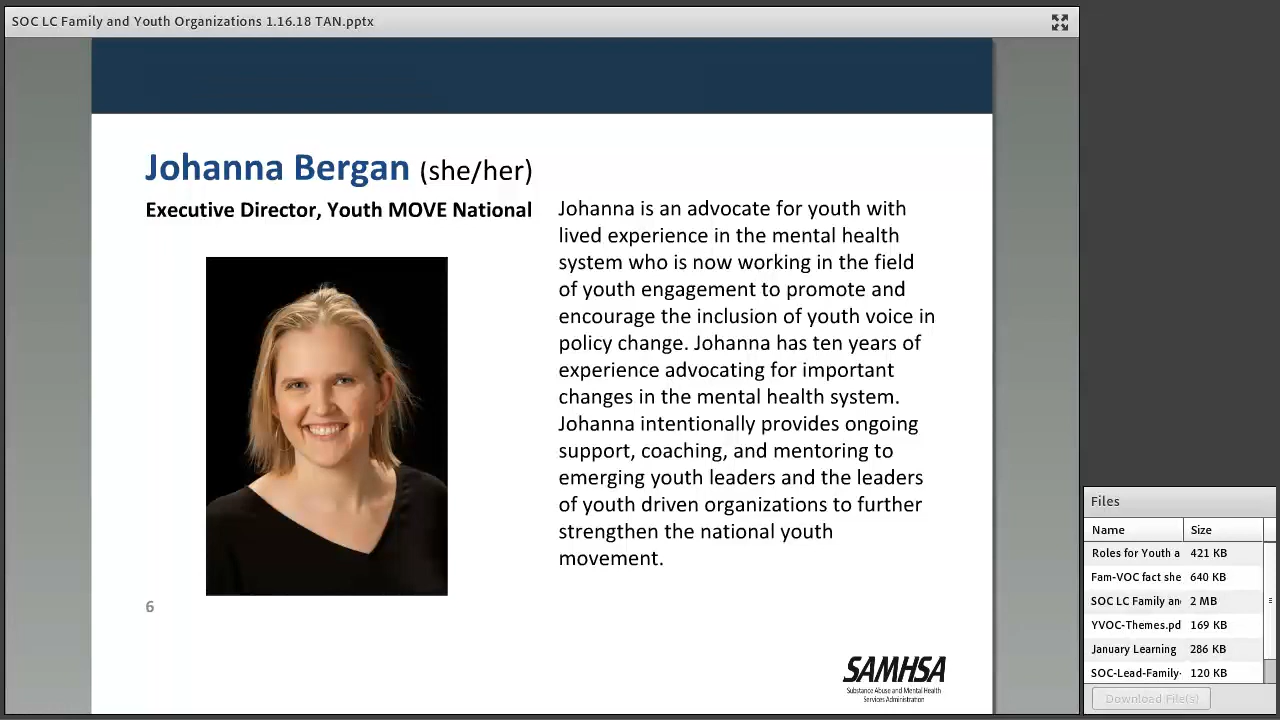 SOC LC Family and Youth Organizations 1.16.18 TAN.pptx
Johanna Bergan (she/her)
Executive Director, Youth MOVE National
Johanna is an advocate for youth with
lived experience in the mental health
system who is now working in the field
of youth engagement to promote and
encourage the inclusion of youth voice in
policy change. Johanna has ten years of
experience advocating for important
changes in the mental health system.
Johanna intentionally provides ongoing
support, coaching, and mentoring to
emerging youth leaders and the leaders
of youth driven organizations to further
strengthen the national youth
movement.
6
SAMHSA
Substance Abuse and Mental Health
Services Administration
Files
Name Size
Roles for Youth a 421 KB
Fam-VOC fact she 640 KB
SOC LC Family an 2 MB
YVOC-Themes.pd 169 KB
January Learning 286 KB
SOC-Lead-Family- 120 KB
Download File(s)